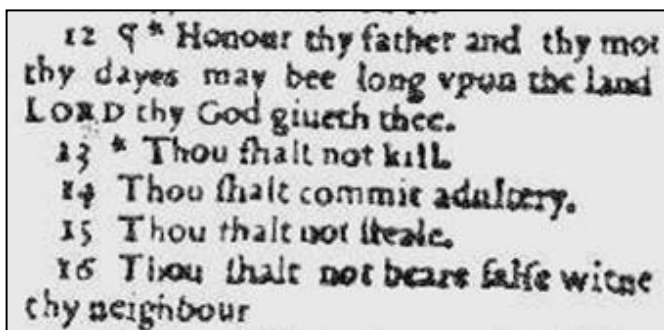 12 ¶ * Honour thy father and thy mot
thy dayes may bee long vpon the land
LORD thy God giueth thee.
13 * Thou ſhalt not kill.
14 Thou ſhalt commit adultery.
15 Thou ſhalt not ſteale.
16 Thou ſhalt not beare falſe witne
thy neighbour